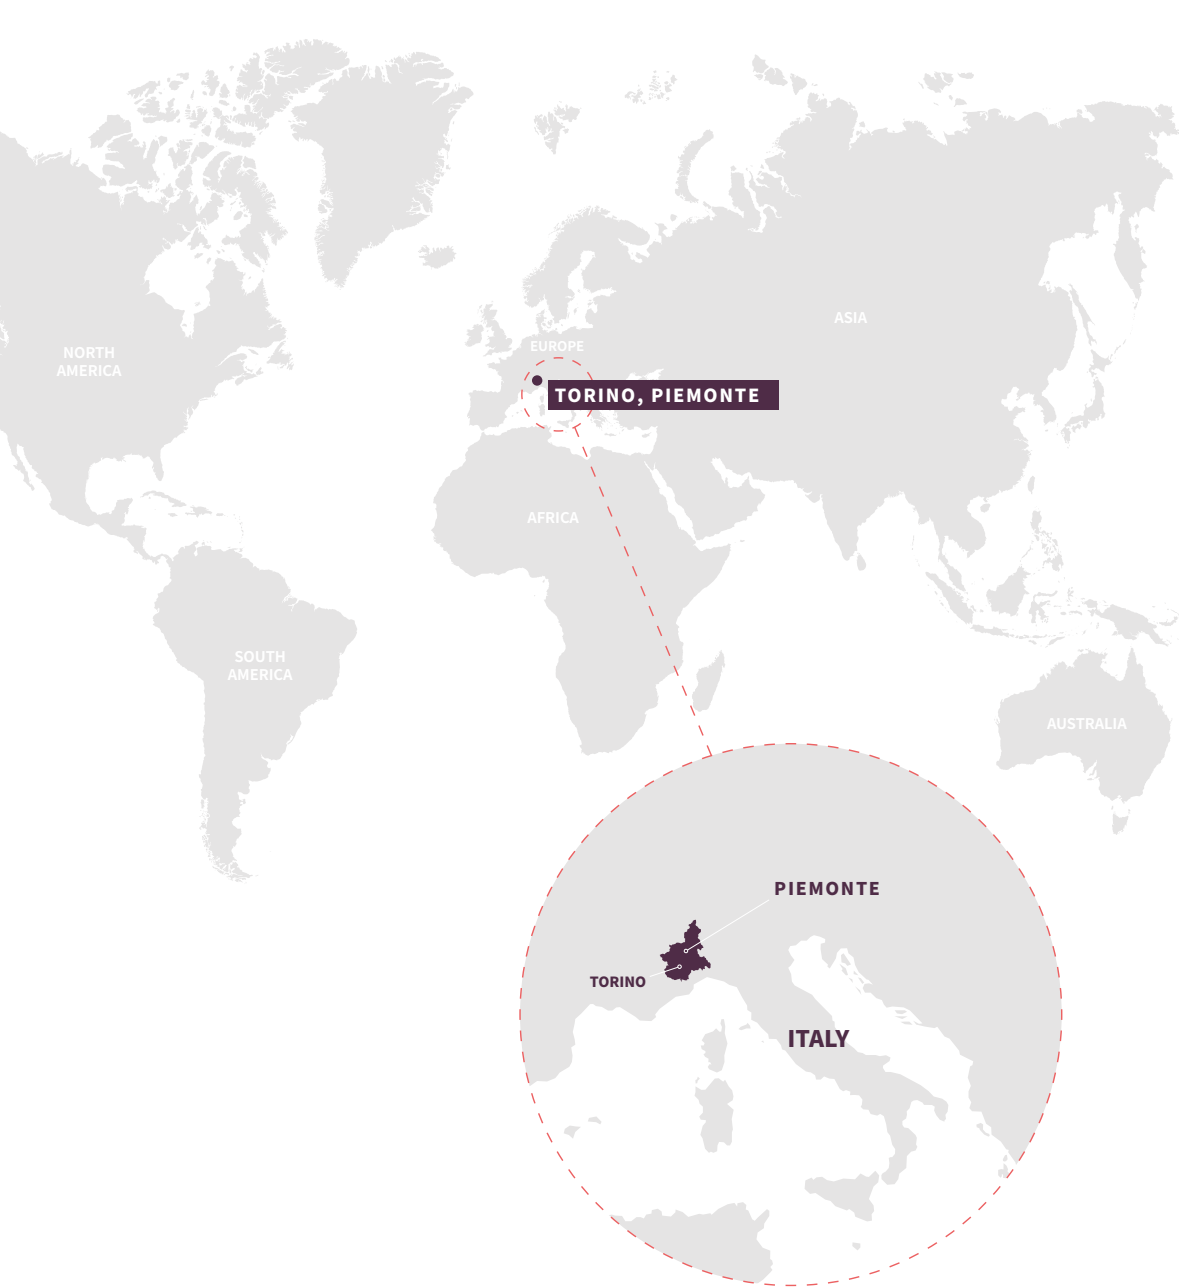 ASIA
EUROPE
NORTH
AMERICA
TORINO, PIEMONTE
AFRICA
SOUTH
AMERICA
AUSTRALIA
PIEMONTE
TORINO
ITALY